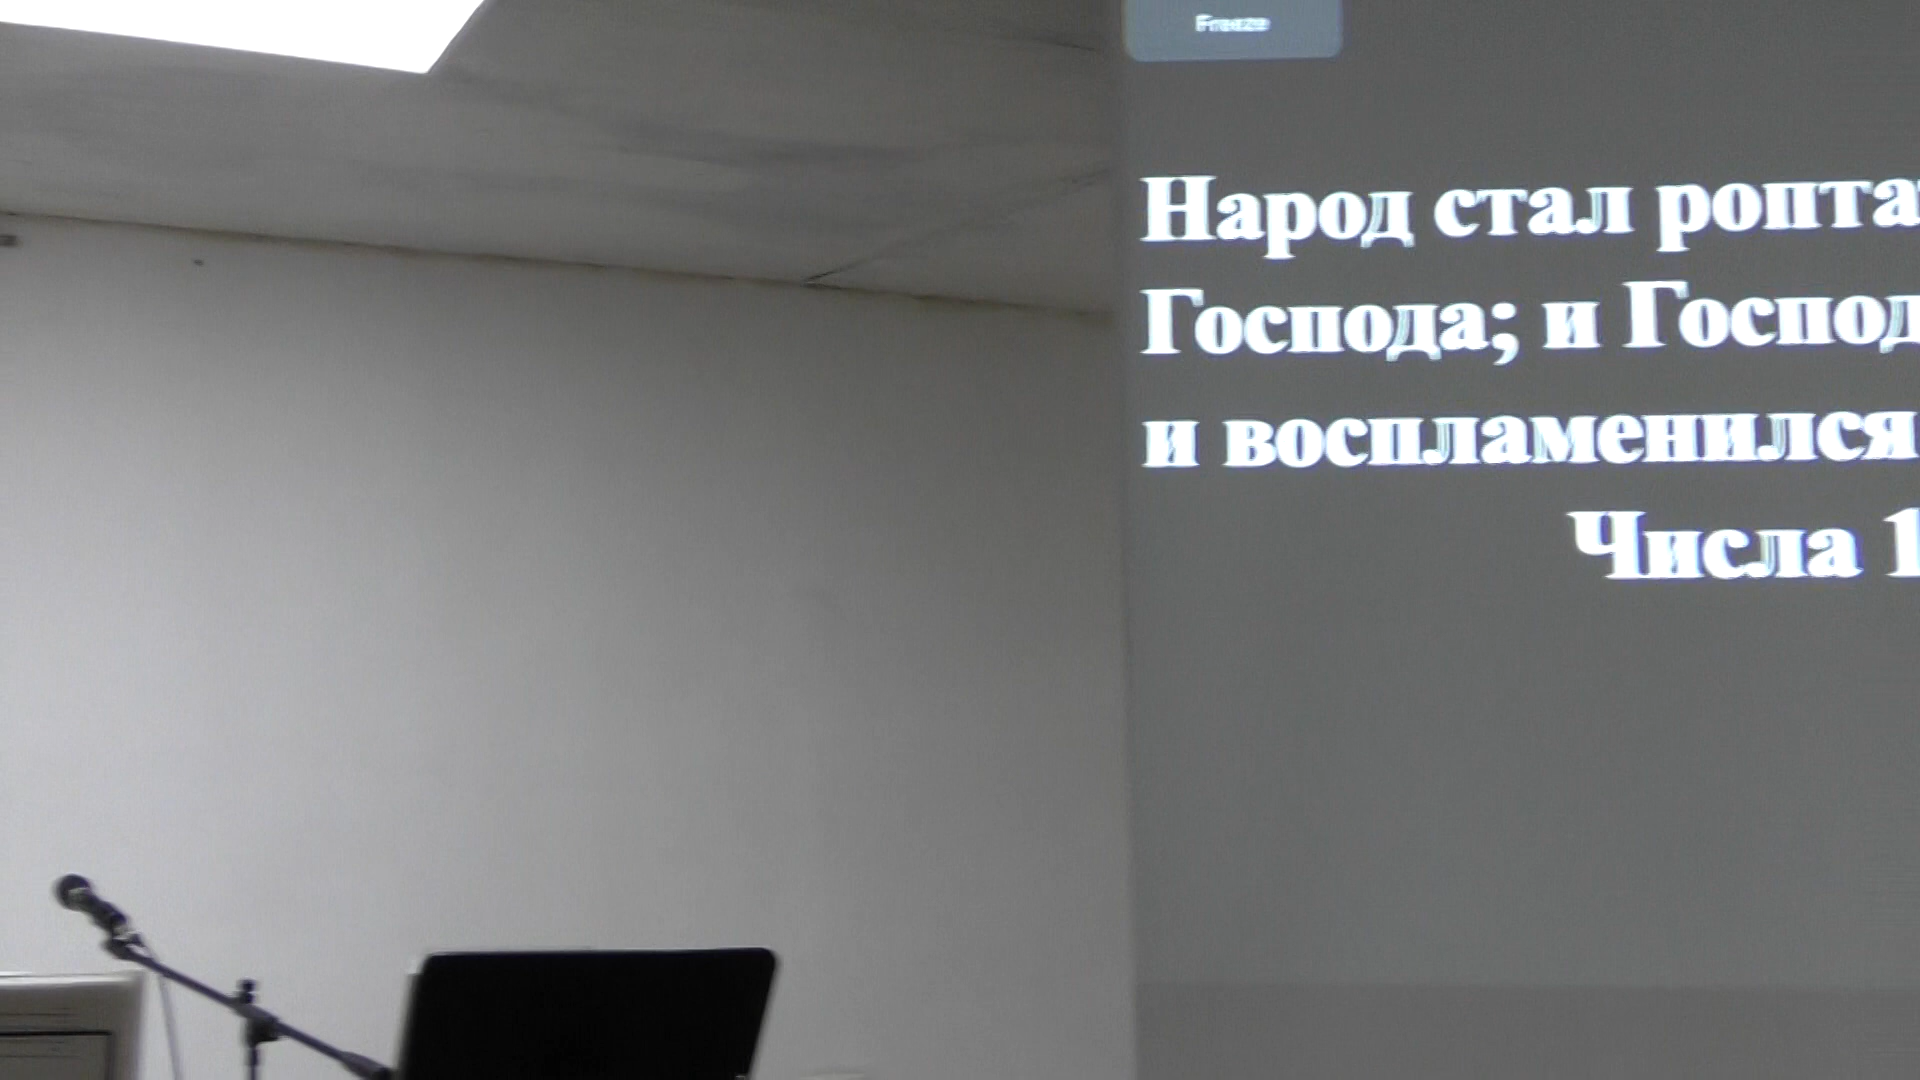 Freeze
Народ стал ропта
Господа; и Господ
и воспламенился
Числа 1